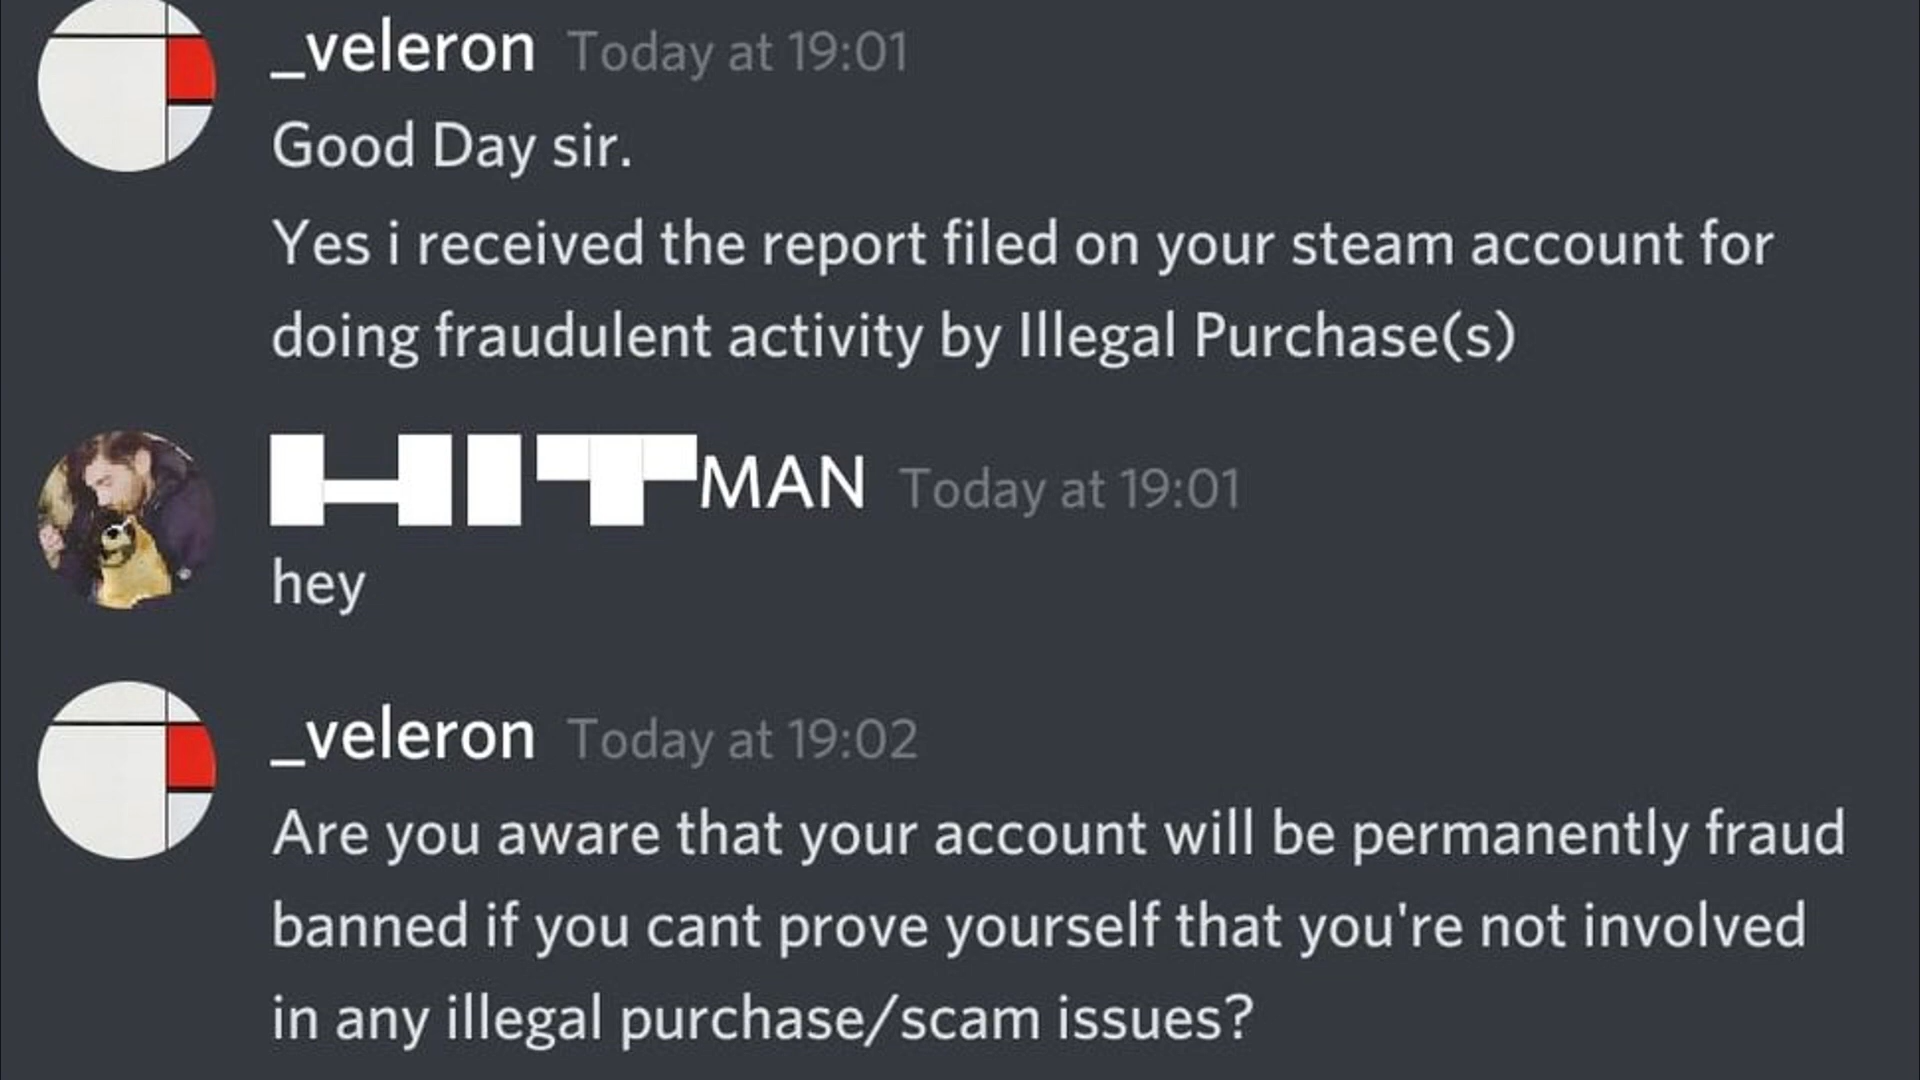 _veleron Today at 19:01
Good Day sir.
Yes i received the report filed on your steam account for
doing fraudulent activity by Illegal Purchase(s)
HITMAN Today at 19:01
hey
_veleron Today at 19:02
Are you aware that your account will be permanently fraud
banned if you cant prove yourself that you're not involved
in any illegal purchase/scam issues?